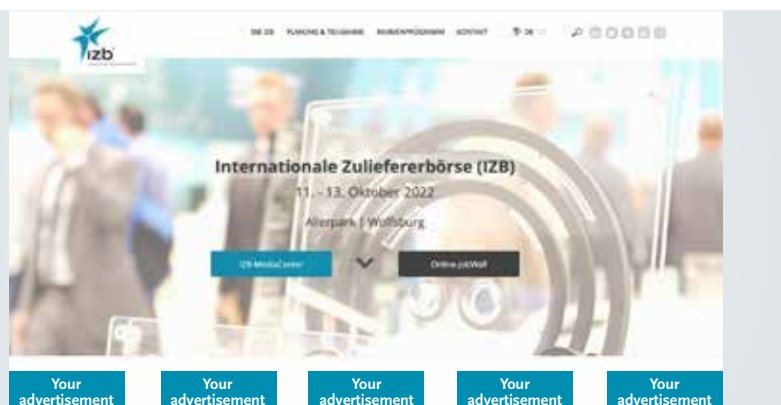 izb
DIE IZB PLANUNG & TEILNAHME RAHMENPROGRAMM KONTAKT DE
Internationale Zuliefererbörse (IZB)
11. - 13. Oktober 2022
Allerpark | Wolfsburg
IZB-MediaCenter Online-JobWall
Your advertisement
Your advertisement
Your advertisement
Your advertisement
Your advertisement